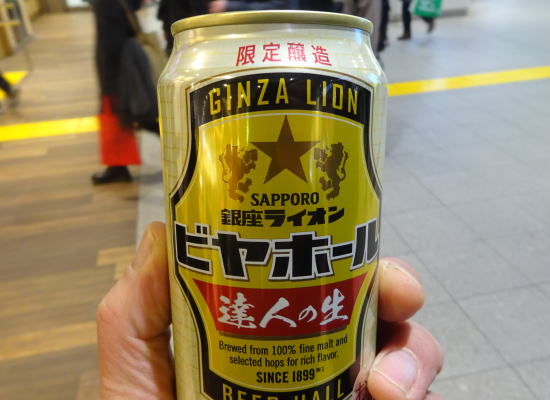 限定醸造
GINZA LION
SAPPORO
銀座ライオン
ビヤホール
達人の生
Brewed from 100% fine malt and
selected hops for rich flavor.
SINCE 1899※1
BEER HALL